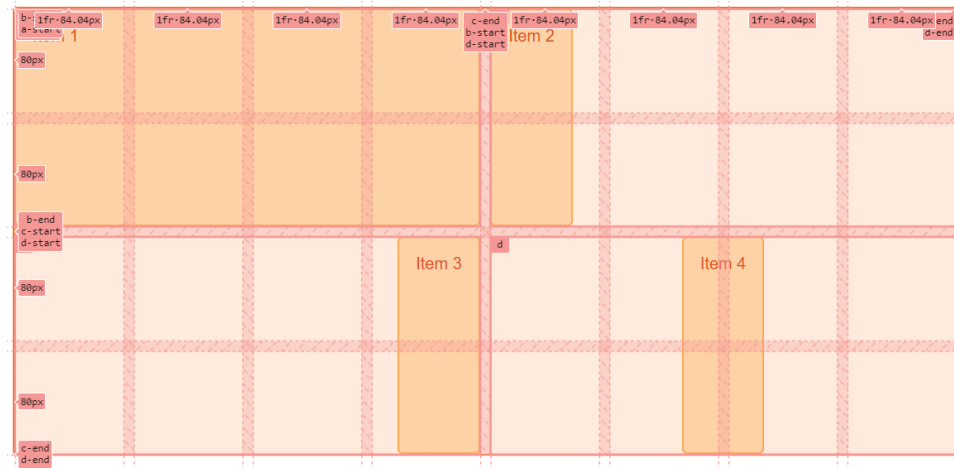 1fr·84.04px
1fr·84.04px
1fr·84.04px
1fr·84.04px
c-end
b-start
d-start
1fr·84.04px
1fr·84.04px
1fr·84.04px
1fr·84.04px
end
d-end
a-start
1
Item 2
80px
80px
b-end
c-start
d-start
d
Item 3
Item 4
80px
80px
c-end
d-end